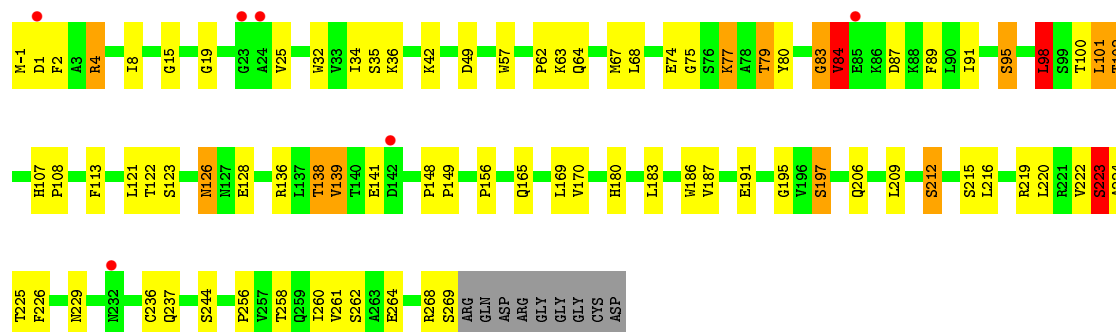 M-1 D1 F2 A3 R4 I8 G15 G19 G23 A24 V25 W32 V33 I34 S35 K36 K42 D49 W57 P62 K63 Q64 M67 L68 E74 G75 S76 K77 A78 T79 Y80 G83 V84 E85 K86 D87 K88 F89 L90 I91 S95 L98 S99 T100 L101
H107 P108 F113 L121 T122 S123 N126 N127 E128 R136 L137 T138 V139 T140 E141 D142 P148 P149 P156 Q165 L169 V170 H180 L183 W186 V187 E191 G195 V196 S197 Q206 L209 S212 S215 L216 R219 L220 R221 V222 S223
T225 F226 N229 N232 C236 Q237 S244 P256 V257 T258 Q259 I260 V261 S262 A263 E264 R268 S269 ARG GLN ASP ARG GLY GLY GLY CYS ASP